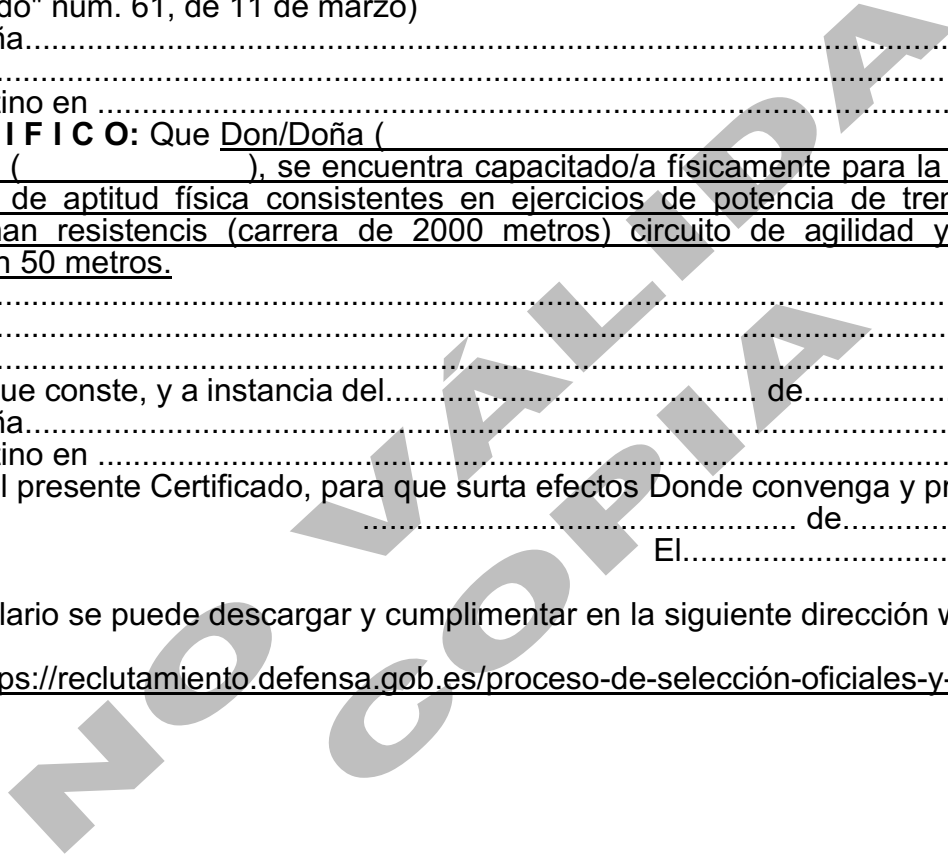 do" núm. 61, de 11 de marzo)
ña................................................................................................................
....................................................................................................................
tino en ........................................................................................................
I F I C O: Que Don/Doña (
( ), se encuentra capacitado/a físicamente para la
de aptitud física consistentes en ejercicios de potencia de tren
nan resistencis (carrera de 2000 metros) circuito de agilidad y
n 50 metros.
....................................................................................................................
....................................................................................................................
....................................................................................................................
ue conste, y a instancia del............................................. de.................
ña................................................................................................................
tino en ........................................................................................................
l presente Certificado, para que surta efectos Donde convenga y pr
.................................................... de.............
El................................
lario se puede descargar y cumplimentar en la siguiente dirección w
ps://reclutamiento.defensa.gob.es/proceso-de-selección-oficiales-y-
NO VÁLIDA
COPIA